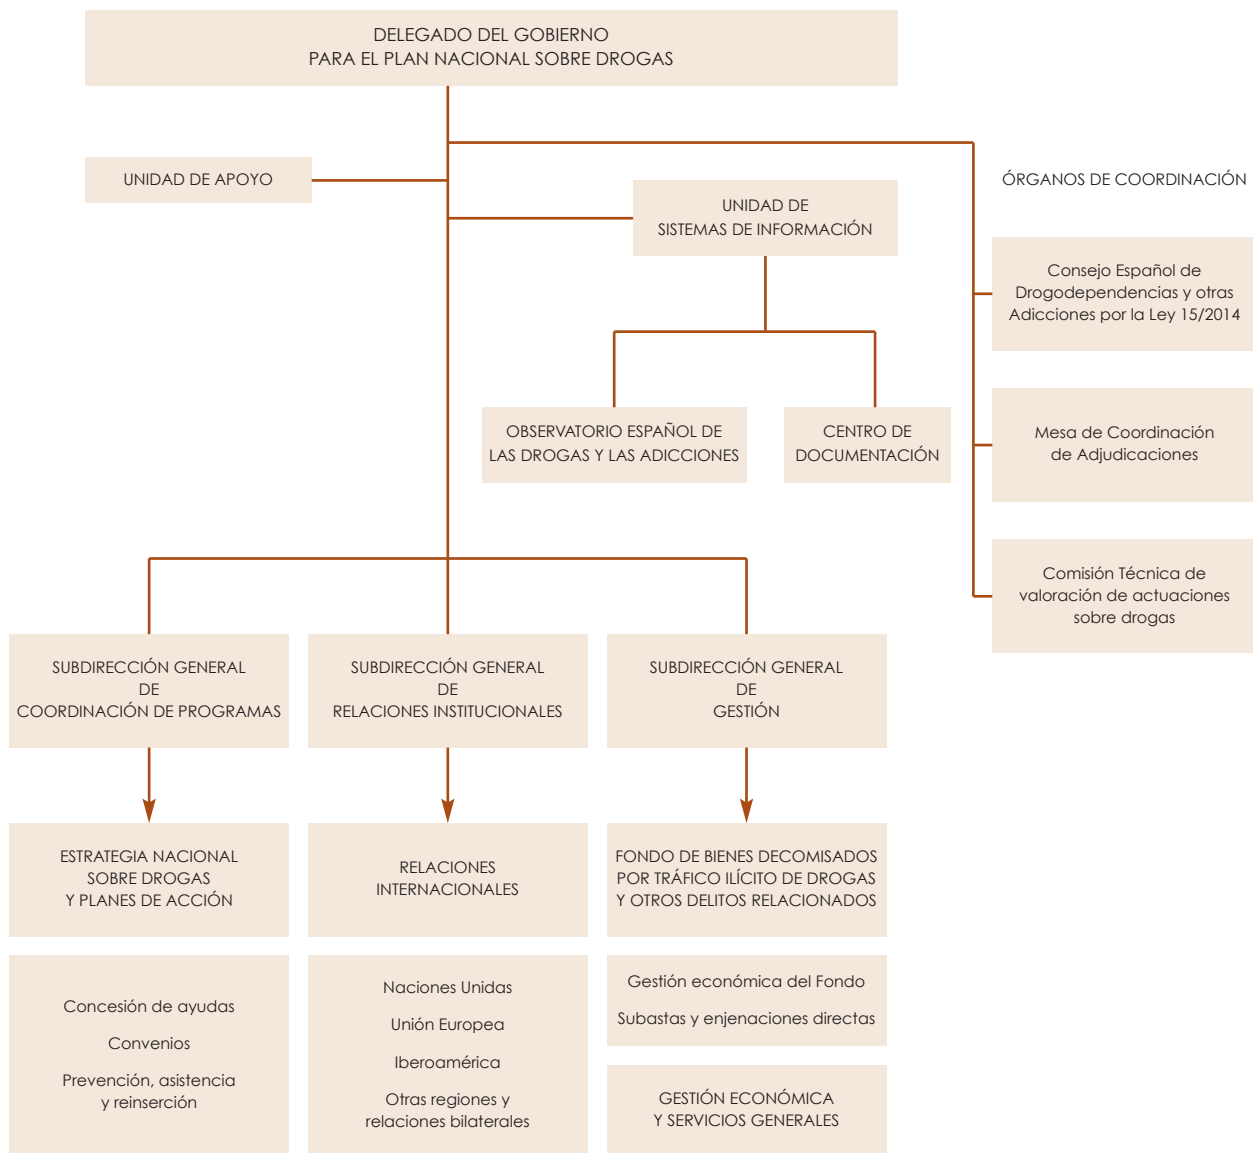 DELEGADO DEL GOBIERNO
PARA EL PLAN NACIONAL SOBRE DROGAS
UNIDAD DE APOYO
UNIDAD DE
SISTEMAS DE INFORMACIÓN
ÓRGANOS DE COORDINACIÓN
Consejo Español de
Drogodependencias y otras
Adicciones por la Ley 15/2014
OBSERVATORIO ESPAÑOL DE
LAS DROGAS Y LAS ADICCIONES
CENTRO DE
DOCUMENTACIÓN
Mesa de Coordinación
de Adjudicaciones
Comisión Técnica de
valoración de actuaciones
sobre drogas
SUBDIRECCIÓN GENERAL
DE
COORDINACIÓN DE PROGRAMAS
SUBDIRECCIÓN GENERAL
DE
RELACIONES INSTITUCIONALES
SUBDIRECCIÓN GENERAL
DE
GESTIÓN
ESTRATEGIA NACIONAL
SOBRE DROGAS
Y PLANES DE ACCIÓN
RELACIONES
INTERNACIONALES
FONDO DE BIENES DECOMISADOS
POR TRÁFICO ILÍCITO DE DROGAS
Y OTROS DELITOS RELACIONADOS
Concesión de ayudas
Convenios
Prevención, asistencia
y reinserción
Naciones Unidas
Unión Europea
Iberoamérica
Otras regiones y
relaciones bilaterales
Gestión económica del Fondo
Subastas y enjenaciones directas
GESTIÓN ECONÓMICA
Y SERVICIOS GENERALES